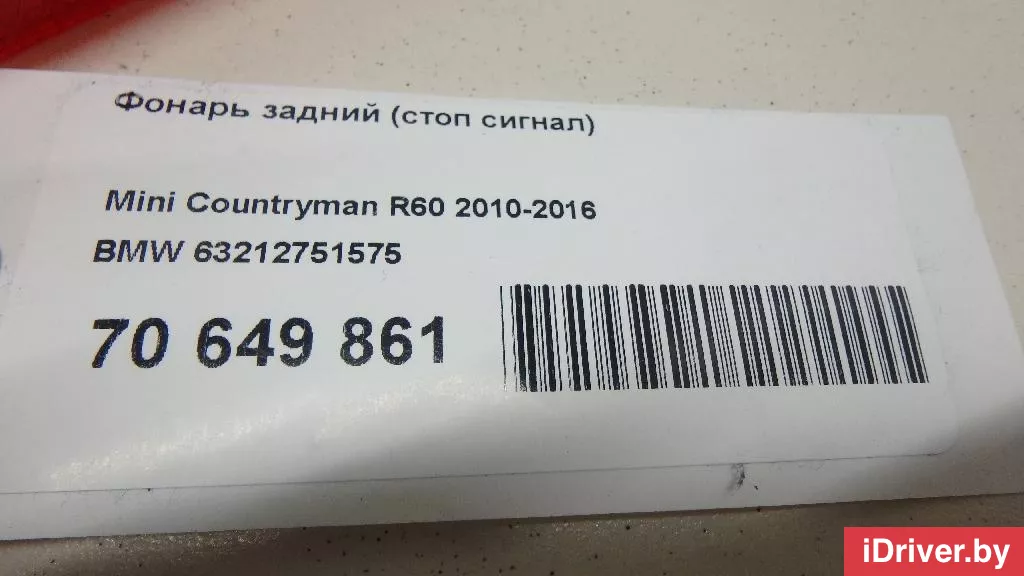 Фонарь задний (стоп сигнал)
Mini Countryman R60 2010-2016
BMW 63212751575
70 649 861
iDriver.by